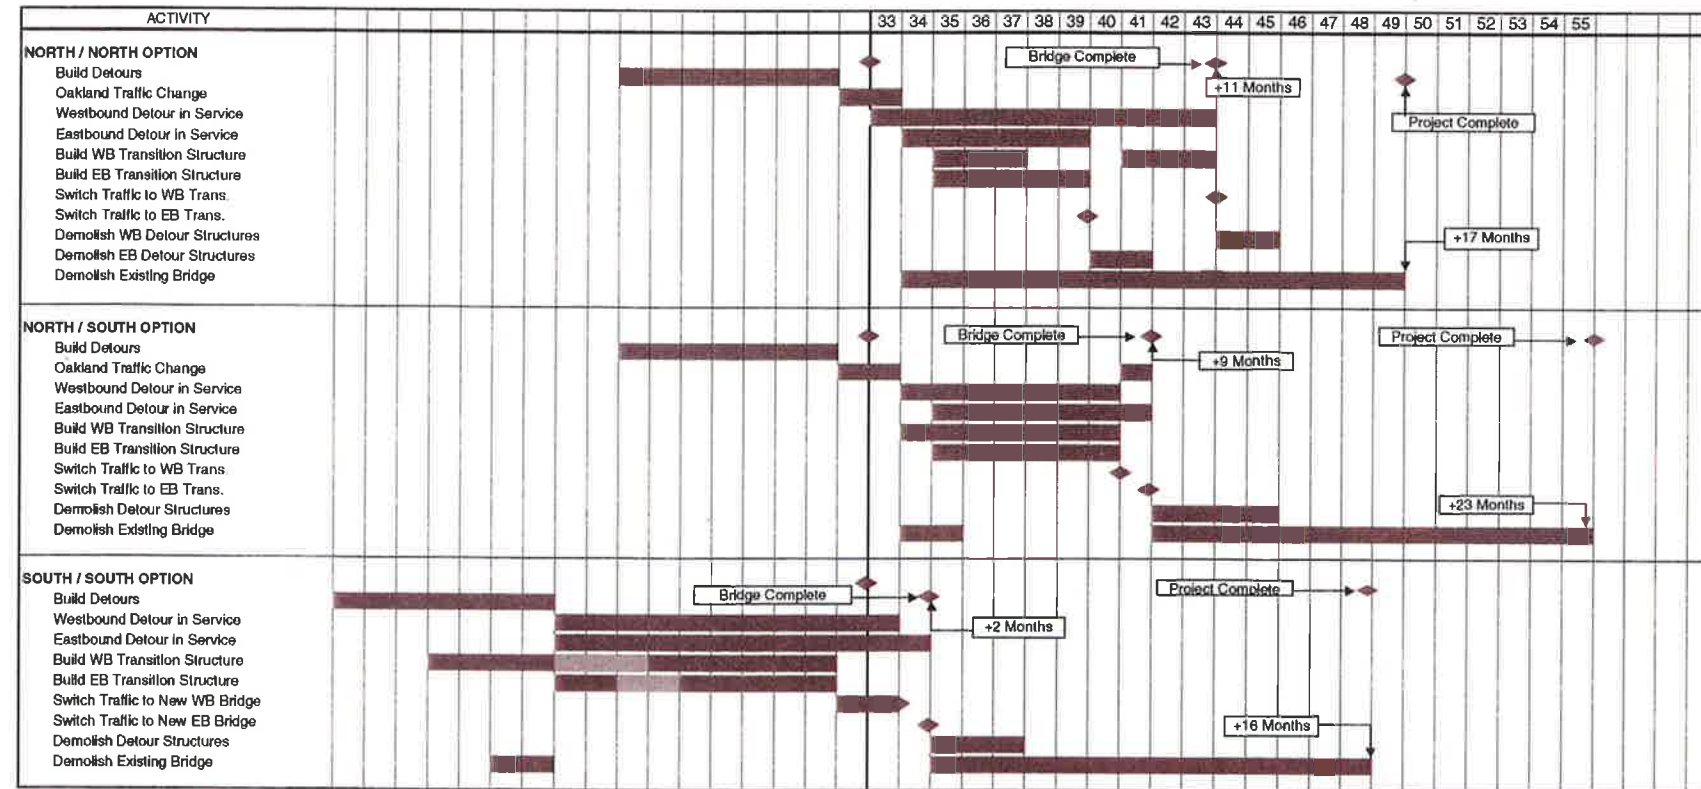 ACTIVITY 33 34 35 36 37 38 39 40 41 42 43 44 45 46 47 48 49 50 51 52 53 54 55
NORTH / NORTH OPTION
Bridge Complete
Build Detours
+11 Months
Oakland Traffic Change
Westbound Detour in Service
Project Complete
Eastbound Detour in Service
Build WB Transition Structure
Build EB Transition Structure
Switch Traffic to WB Trans.
Switch Traffic to EB Trans.
Demolish WB Detour Structures
+17 Months
Demolish EB Detour Structures
Demolish Existing Bridge
NORTH / SOUTH OPTION
Bridge Complete
Project Complete
Build Detours
+9 Months
Oakland Traffic Change
Westbound Detour in Service
Eastbound Detour in Service
Build WB Transition Structure
Build EB Transition Structure
Switch Traffic to WB Trans.
Switch Traffic to EB Trans.
Demolish Detour Structures
+23 Months
Demolish Existing Bridge
SOUTH / SOUTH OPTION
Project Complete
Build Detours
Bridge Complete
Westbound Detour in Service
+2 Months
Eastbound Detour in Service
Build WB Transition Structure
Build EB Transition Structure
Switch Traffic to New WB Bridge
Switch Traffic to New EB Bridge
+16 Months
Demolish Detour Structures
Demolish Existing Bridge